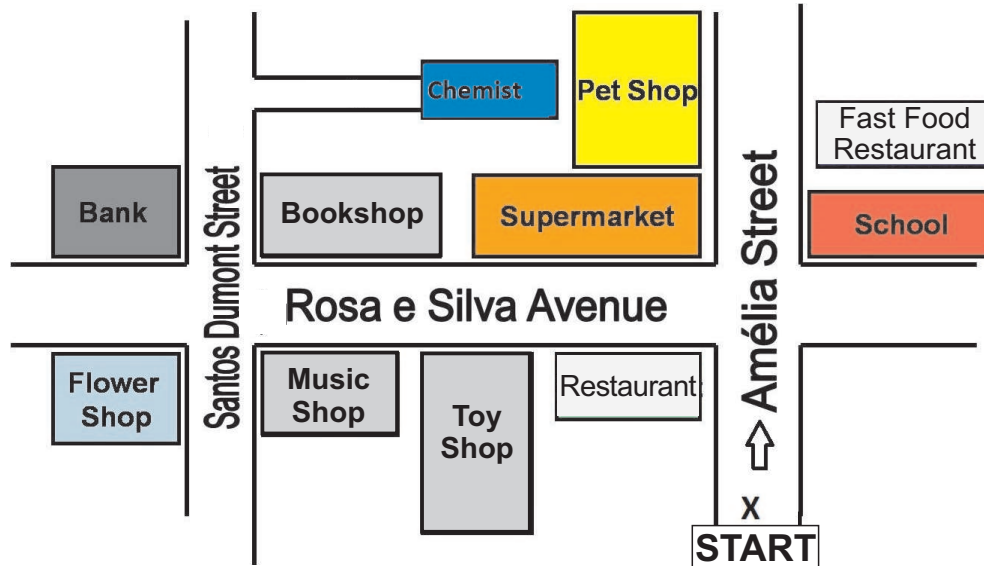 Chemist
Pet Shop
Fast Food
Restaurant
Bank
Santos Dumont Street
Bookshop
Supermarket
Amélia Street
School
Rosa e Silva Avenue
Flower
Shop
Music
Shop
Toy
Shop
Restaurant
X
START